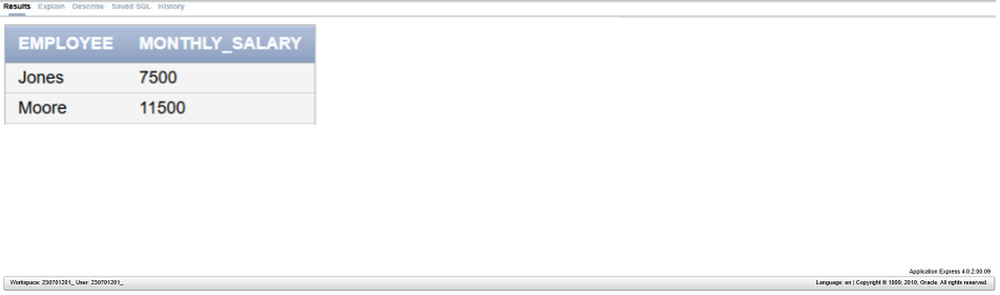 Results Explain Describe Saved SQL History
EMPLOYEE MONTHLY_SALARY
Jones 7500
Moore 11500
Application Express 4.0.2.00.09
Workspace: 230701201_ User: 230701201_ Language: en | Copyright © 1999, 2010, Oracle. All rights reserved.